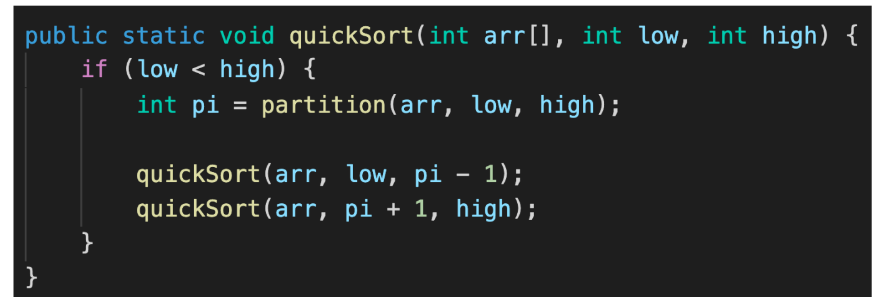 public static void quickSort(int arr[], int low, int high) {
    if (low < high) {
        int pi = partition(arr, low, high);

        quickSort(arr, low, pi - 1);
        quickSort(arr, pi + 1, high);
    }
}